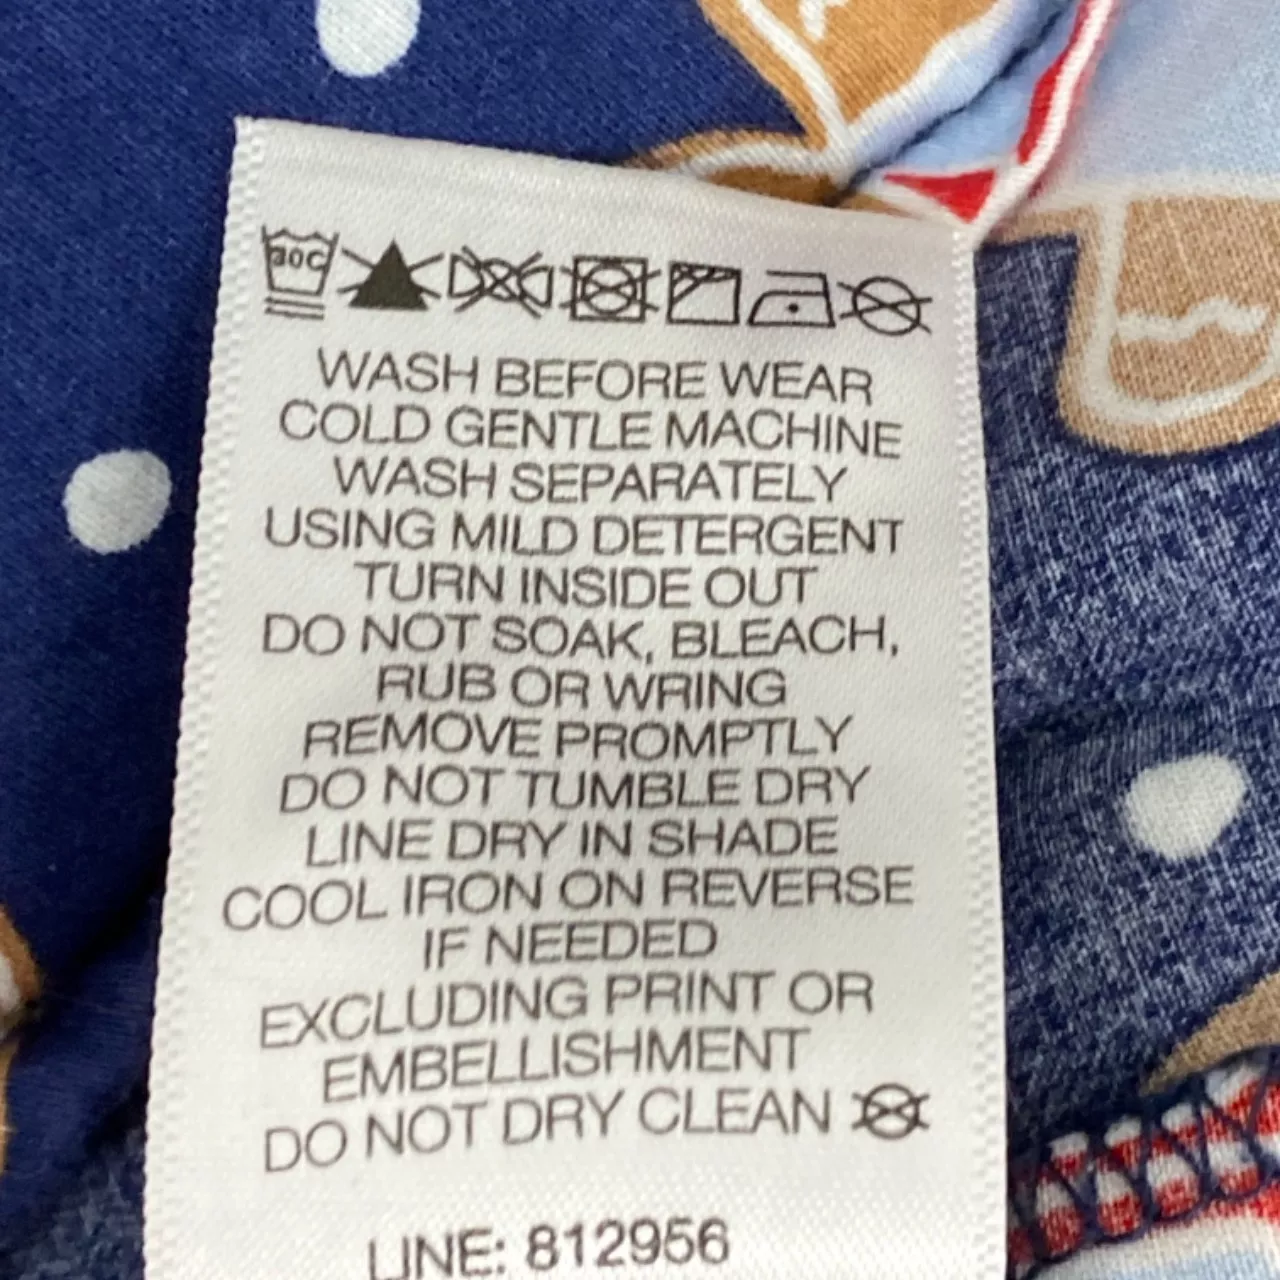 30C
WASH BEFORE WEAR
COLD GENTLE MACHINE
WASH SEPARATELY
USING MILD DETERGENT
TURN INSIDE OUT
DO NOT SOAK, BLEACH,
RUB OR WRING
REMOVE PROMPTLY
DO NOT TUMBLE DRY
LINE DRY IN SHADE
COOL IRON ON REVERSE
IF NEEDED
EXCLUDING PRINT OR
EMBELLISHMENT
DO NOT DRY CLEAN
LINE: 812956